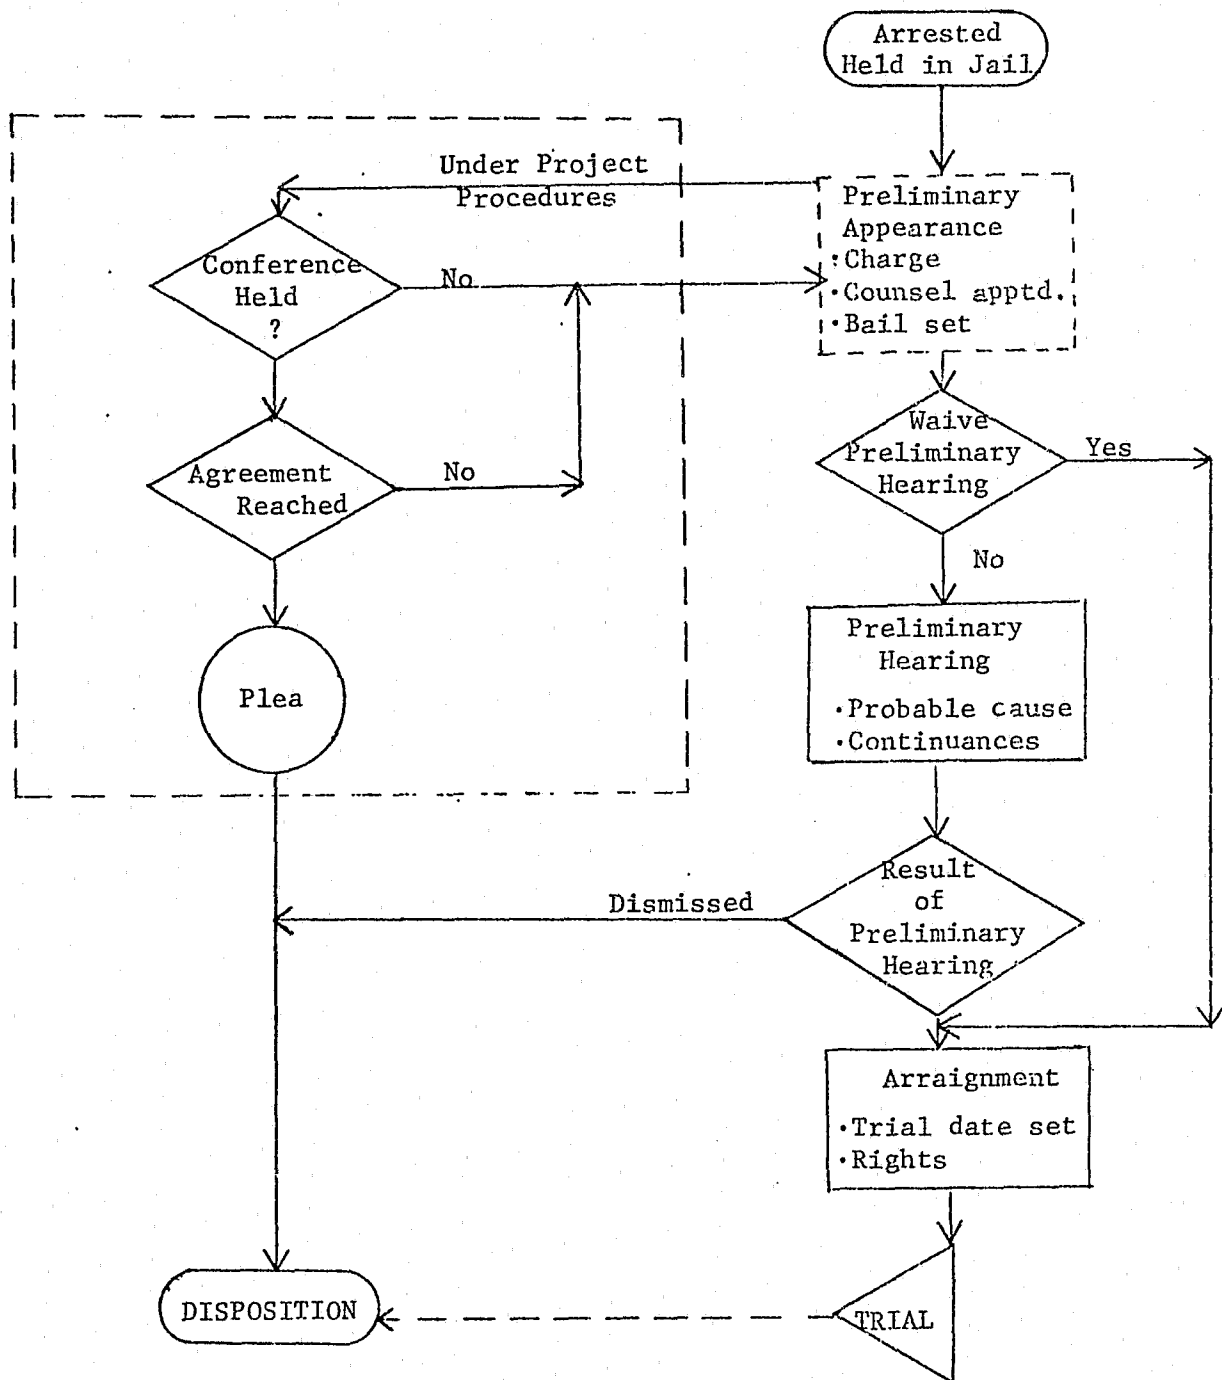 Arrested
Held in Jail
Under Project
Procedures
Preliminary
Appearance
·Charge
·Counsel apptd.
·Bail set
Conference
Held
?
No
Waive
Preliminary
Hearing
Yes
No
Agreement
Reached
No
Preliminary
Hearing
·Probable cause
·Continuances
Plea
Result
of
Preliminary
Hearing
Dismissed
Arraignment
·Trial date set
·Rights
TRIAL
DISPOSITION